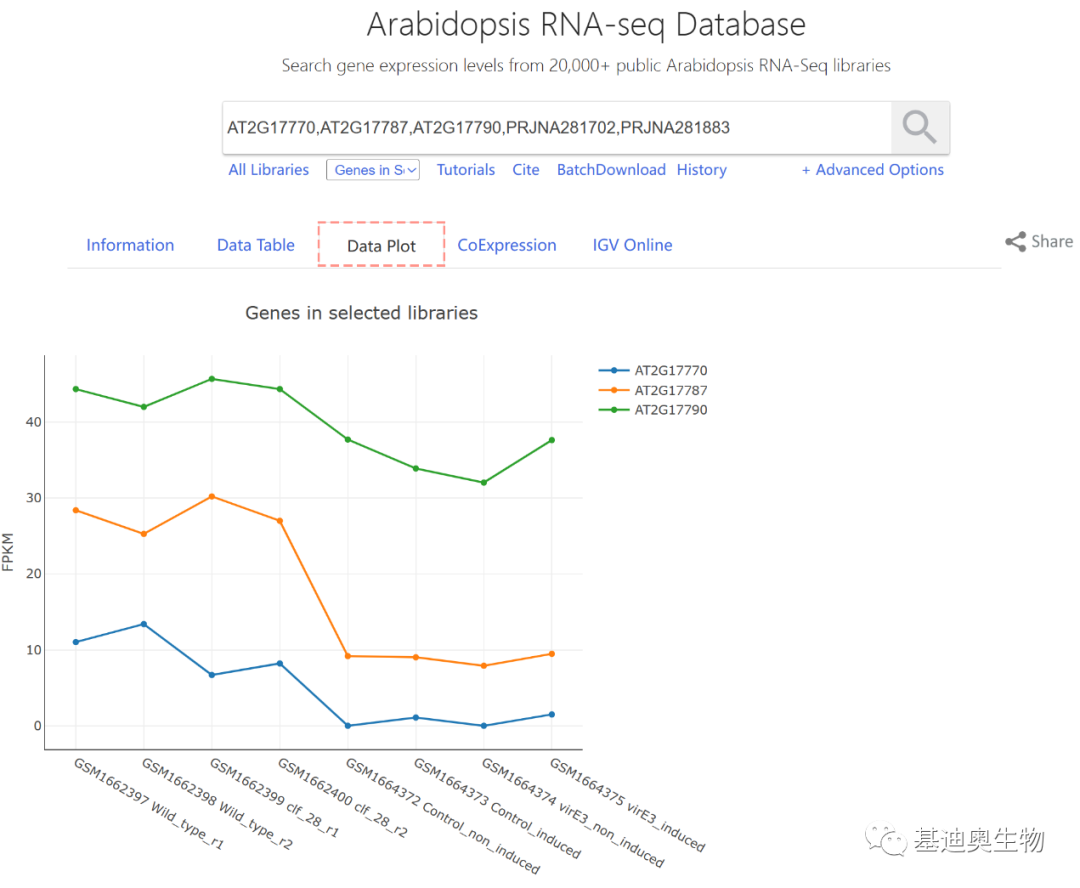 Arabidopsis RNA-seq Database
Search gene expression levels from 20,000+ public Arabidopsis RNA-Seq libraries
AT2G17770,AT2G17787,AT2G17790,PRJNA281702,PRJNA281883
All Libraries Genes in S Tutorials Cite BatchDownload History + Advanced Options
Information Data Table Data Plot CoExpression IGV Online Share
Genes in selected libraries
AT2G17770
AT2G17787
AT2G17790
FPKM
40
30
20
10
0
GSM1662397 Wild_type_r1
GSM1662398 Wild_type_r2
GSM1662399 clf_28_r1
GSM1662400 clf_28_r2
GSM1664372 Control_non_induced
GSM1664373 Control_induced
GSM1664374 virE3_non_induced
GSM1664375 virE3_induced
基迪奥生物